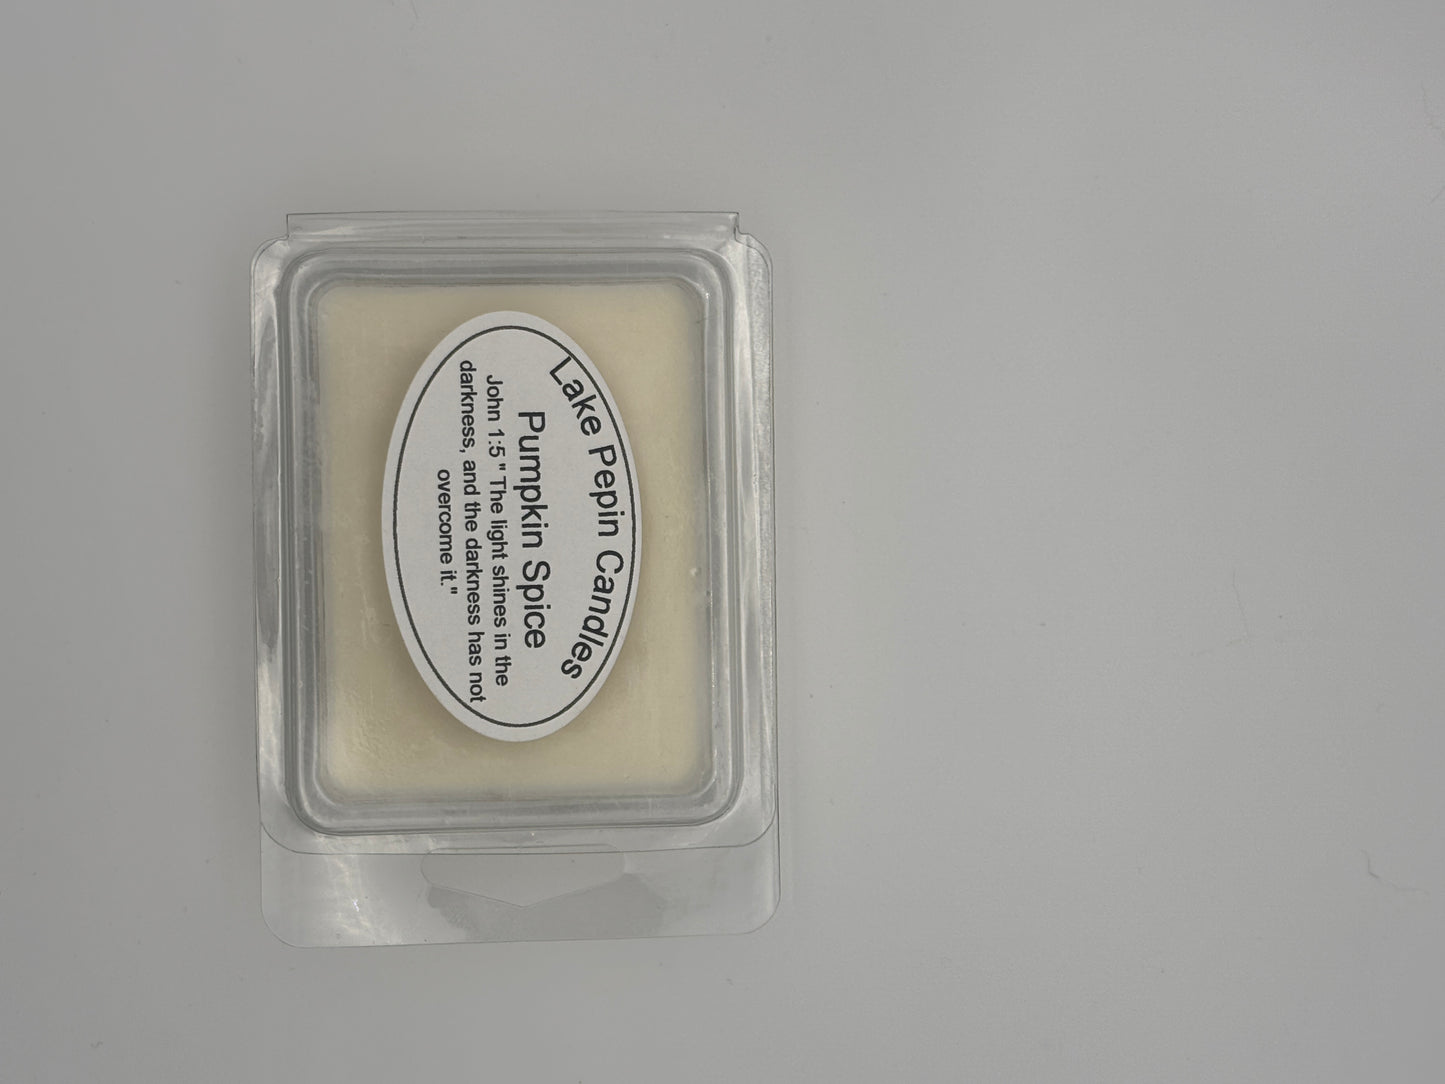 Lake Pepin Candles
Pumpkin Spice
John 1:5 " The light shines in the
darkness, and the darkness has not
overcome it."